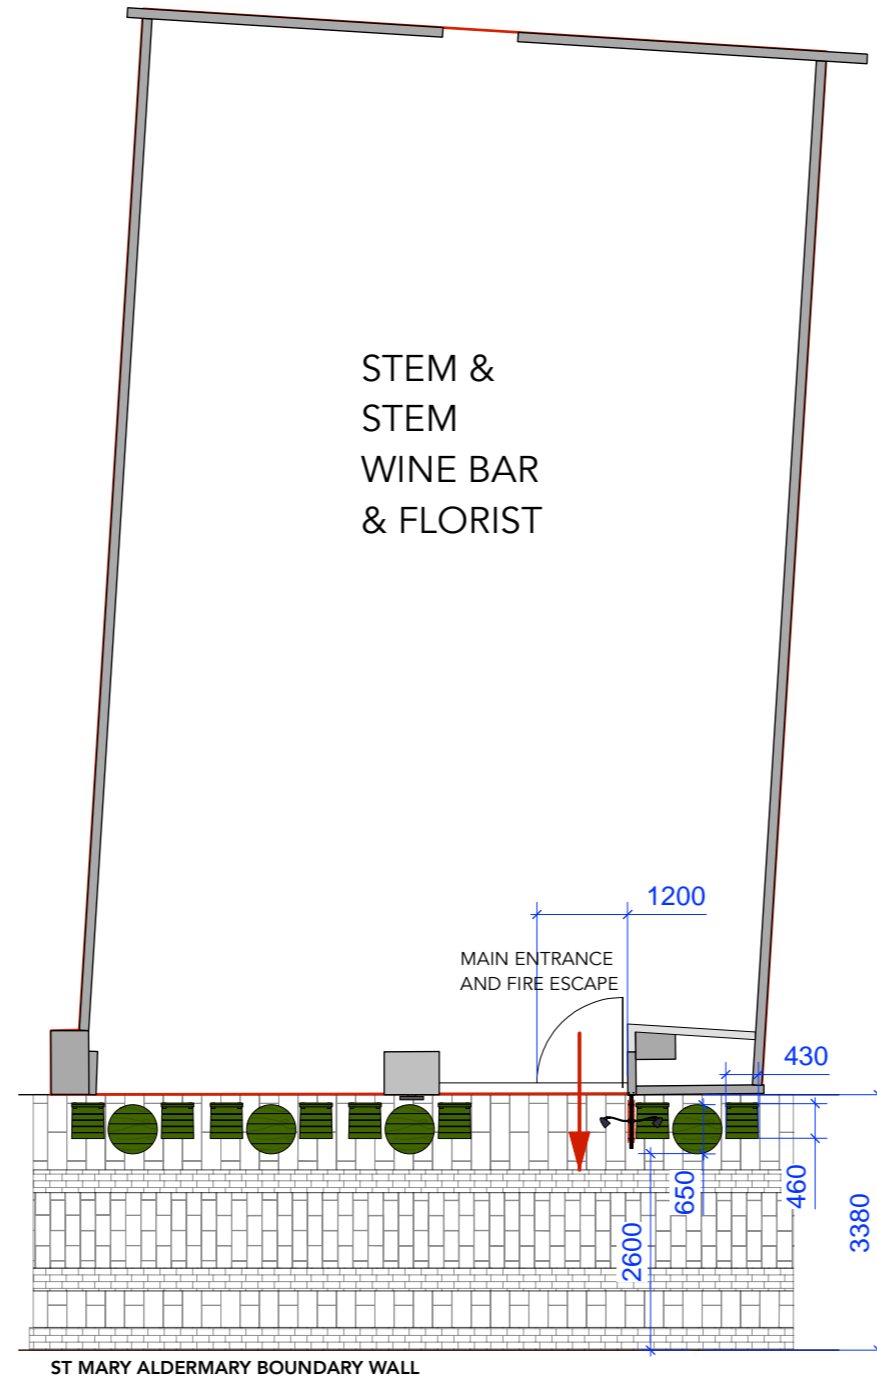 STEM &
STEM
WINE BAR
& FLORIST
1200
MAIN ENTRANCE
AND FIRE ESCAPE
430
650
460
2600
3380
ST MARY ALDERMARY BOUNDARY WALL